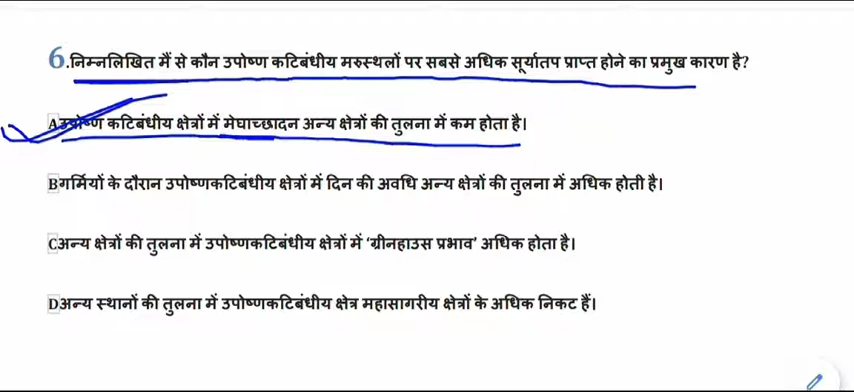 6.निम्नलिखित में से कौन उपोष्ण कटिबंधीय मरुस्थलों पर सबसे अधिक सूर्यातप प्राप्त होने का प्रमुख कारण है?
Aउपोष्ण कटिबंधीय क्षेत्रों में मेघाच्छादन अन्य क्षेत्रों की तुलना में कम होता है।
Bगर्मियों के दौरान उपोष्णकटिबंधीय क्षेत्रों में दिन की अवधि अन्य क्षेत्रों की तुलना में अधिक होती है।
Cअन्य क्षेत्रों की तुलना में उपोष्णकटिबंधीय क्षेत्रों में ‘ग्रीनहाउस प्रभाव’ अधिक होता है।
Dअन्य स्थानों की तुलना में उपोष्णकटिबंधीय क्षेत्र महासागरीय क्षेत्रों के अधिक निकट हैं।